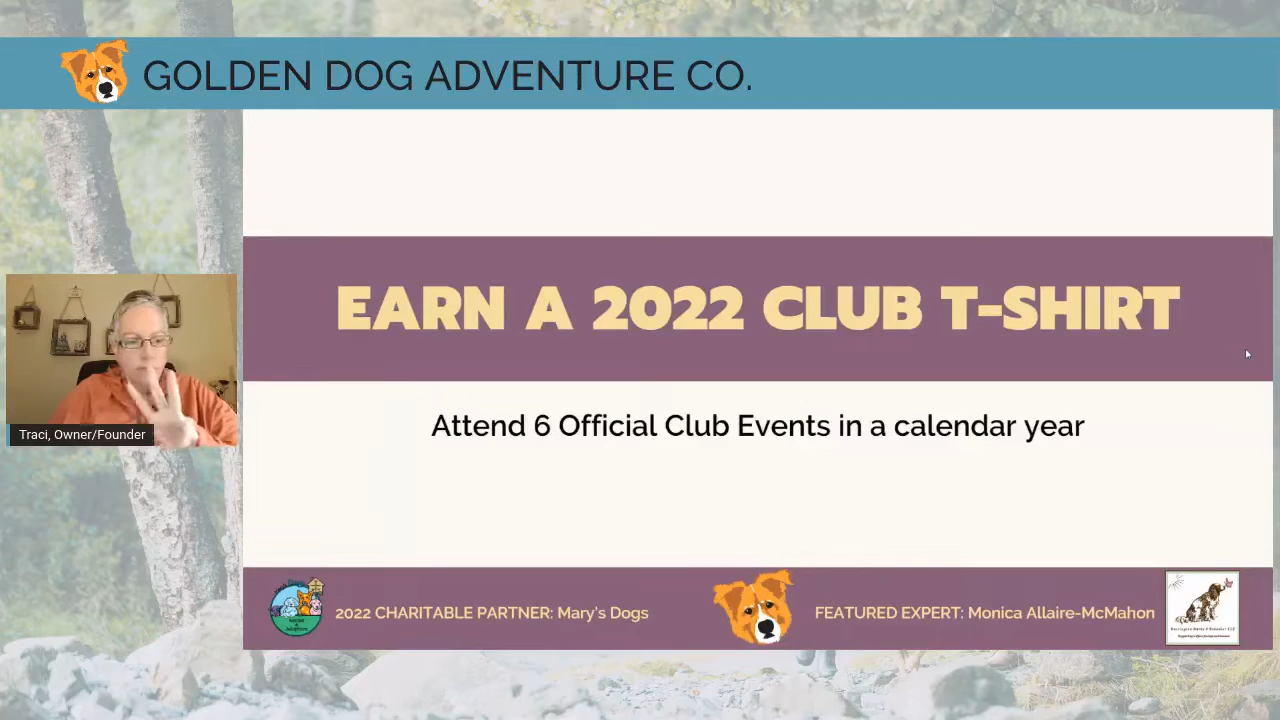 GOLDEN DOG ADVENTURE CO.
EARN A 2022 CLUB T-SHIRT
Attend 6 Official Club Events in a calendar year
Traci, Owner/Founder
2022 CHARITABLE PARTNER: Mary's Dogs
FEATURED EXPERT: Monica Allaire-McMahon